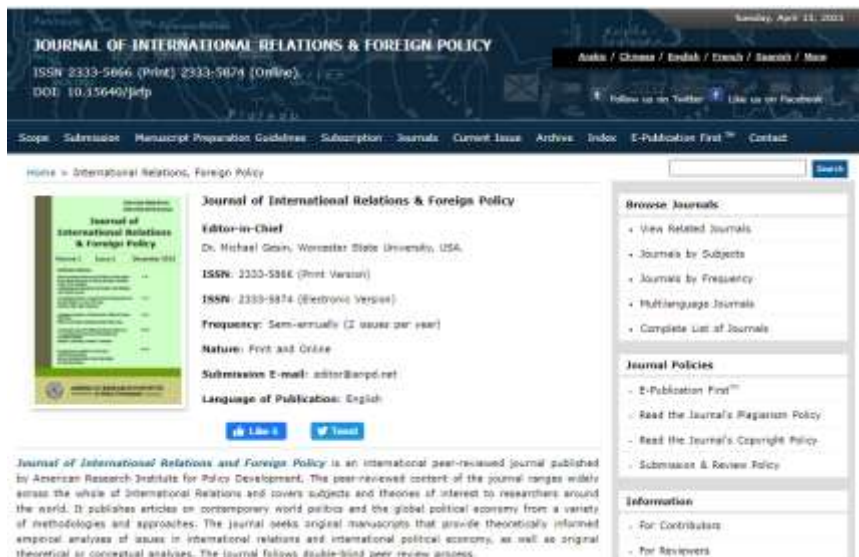 JOURNAL OF INTERNATIONAL RELATIONS & FOREIGN POLICY
ISSN 2333-5866 (Print) 2333-5874 (Online)
DOI: 10.15640/jirfp
Arabic / Chinese / English / French / Spanish / More
Follow us on Twitter Like us on Facebook
Scope Submission Manuscript Preparation Guidelines Subscription Journals Current Issue Archive Index E-Publication First ™ Contact
Home » International Relations, Foreign Policy
Search
Journal of
International Relations
& Foreign Policy
Journal of International Relations & Foreign Policy
Editor-in-Chief
Dr. Michael Gesin, Worcester State University, USA.
ISSN: 2333-5866 (Print Version)
ISSN: 2333-5874 (Electronic Version)
Frequency: Semi-annually (2 issues per year)
Nature: Print and Online
Submission E-mail: editor@aripd.net
Language of Publication: English
Like Tweet
Journal of International Relations and Foreign Policy is an international peer-reviewed journal published
by American Research Institute for Policy Development. The peer-reviewed content of the journal ranges widely
across the whole of International Relations and covers subjects and theories of interest to researchers around
the world. It publishes articles on contemporary world politics and the global political economy from a variety
of methodologies and approaches. The journal seeks original manuscripts that provide theoretically informed
empirical analyses of issues in international relations and international political economy, as well as original
theoretical or conceptual analyses. The journal follows double-blind peer review process.
Browse Journals
View Related Journals
Journals by Subjects
Journals by Frequency
Multilanguage Journals
Complete List of Journals
Journal Policies
E-Publication First™
Read the Journal's Plagiarism Policy
Read the Journal's Copyright Policy
Submission & Review Policy
Information
For Contributors
For Reviewers